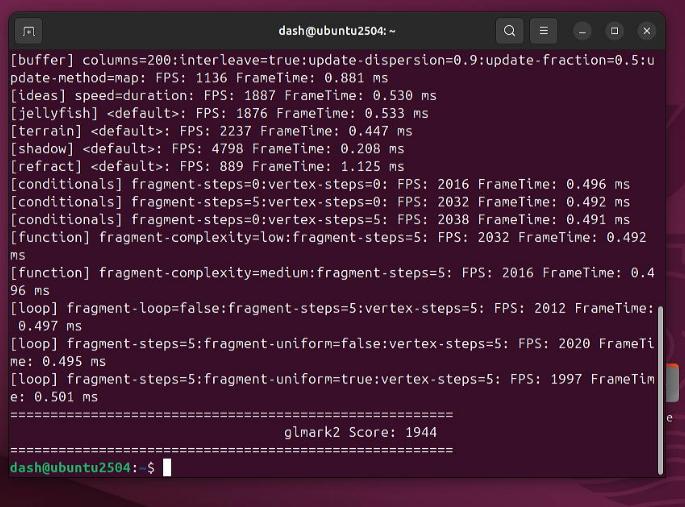 dash@ubuntu2504: ~
[buffer] columns=200:interleave=true:update-dispersion=0.9:update-fraction=0.5:u
pdate-method=map: FPS: 1136 FrameTime: 0.881 ms
[ideas] speed=duration: FPS: 1887 FrameTime: 0.530 ms
[jellyfish] <default>: FPS: 1876 FrameTime: 0.533 ms
[terrain] <default>: FPS: 2237 FrameTime: 0.447 ms
[shadow] <default>: FPS: 4798 FrameTime: 0.208 ms
[refract] <default>: FPS: 889 FrameTime: 1.125 ms
[conditionals] fragment-steps=0:vertex-steps=0: FPS: 2016 FrameTime: 0.496 ms
[conditionals] fragment-steps=5:vertex-steps=0: FPS: 2032 FrameTime: 0.492 ms
[conditionals] fragment-steps=0:vertex-steps=5: FPS: 2038 FrameTime: 0.491 ms
[function] fragment-complexity=low:fragment-steps=5: FPS: 2032 FrameTime: 0.492
ms
[function] fragment-complexity=medium:fragment-steps=5: FPS: 2016 FrameTime: 0.4
96 ms
[loop] fragment-loop=false:fragment-steps=5:vertex-steps=5: FPS: 2012 FrameTime:
 0.497 ms
[loop] fragment-steps=5:fragment-uniform=false:vertex-steps=5: FPS: 2020 FrameTi
me: 0.495 ms
[loop] fragment-steps=5:fragment-uniform=true:vertex-steps=5: FPS: 1997 FrameTim
e: 0.501 ms
=======================================================
                                  glmark2 Score: 1944
=======================================================
dash@ubuntu2504:~$
e